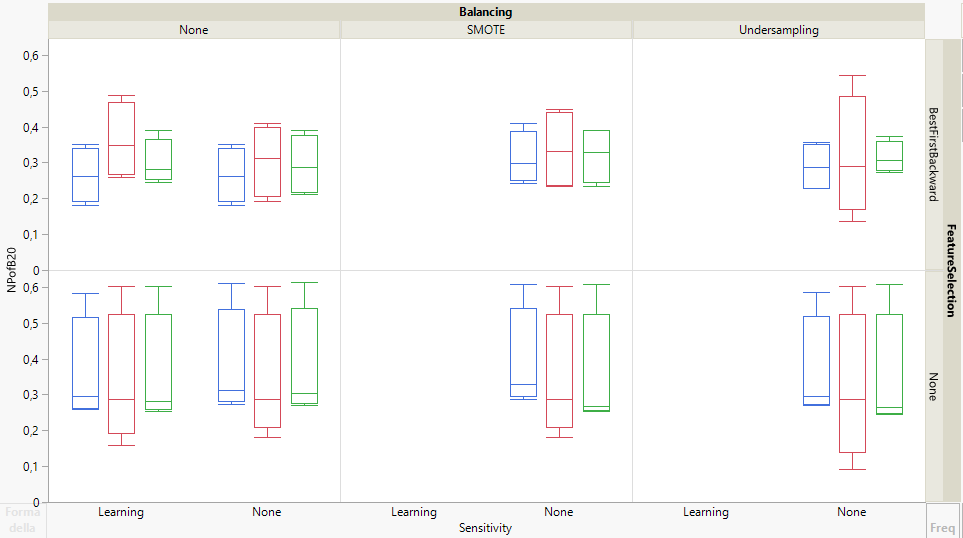 Balancing
None SMOTE Undersampling
0,6
0,5
0,4
0,3
0,2
0,1
0
BestFirstBackward
NPofB20
0,6
0,5
0,4
0,3
0,2
0,1
0
None
FeatureSelection
Learning None Learning None Learning None
Sensitivity
Forma
della
Freq